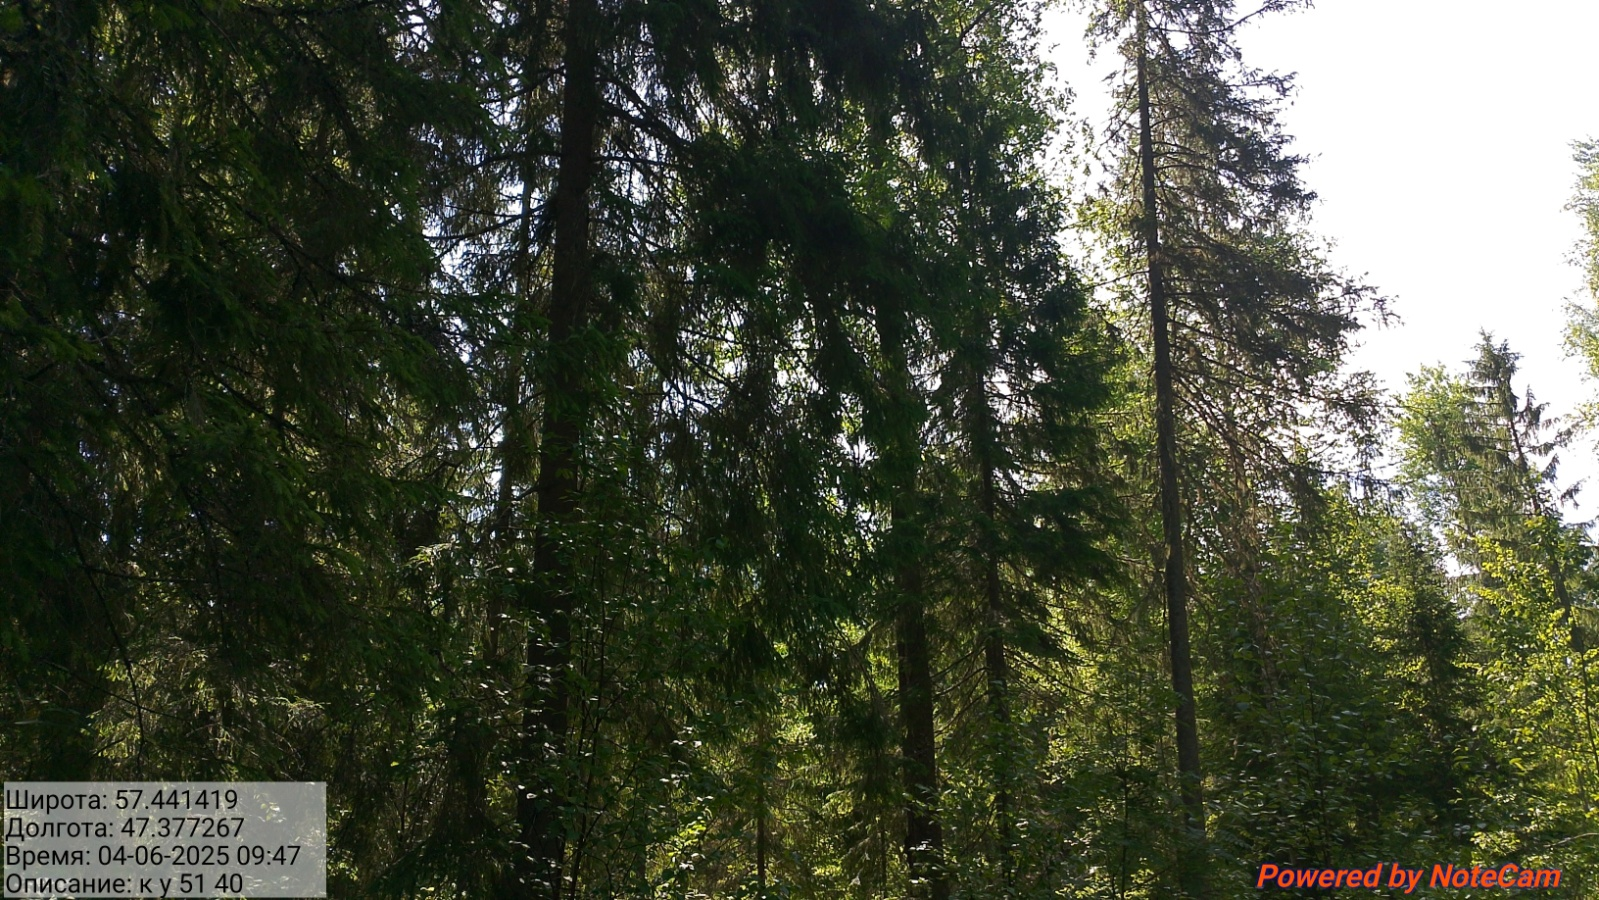 Широта: 57.441419
Долгота: 47.377267
Время: 04-06-2025 09:47
Описание: к у 51 40
Powered by NoteCam